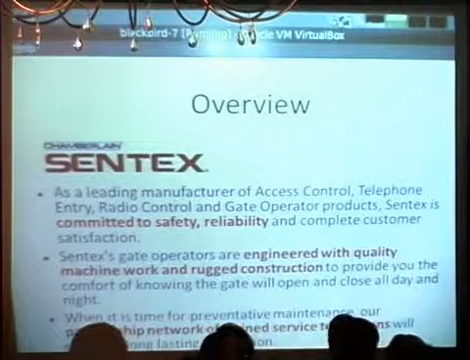 blackbird-7 [Running] - Oracle VM VirtualBox
Overview
CHAMBERLAIN
SENTEX
• As a leading manufacturer of Access Control, Telephone
Entry, Radio Control and Gate Operator products, Sentex is
committed to safety, reliability and complete customer
satisfaction.
• Sentex's gate operators are engineered with quality
machine work and rugged construction to provide you the
comfort of knowing the gate will open and close all day and
night.
• When it is time for preventative maintenance, our
network of trained service will
long lasting